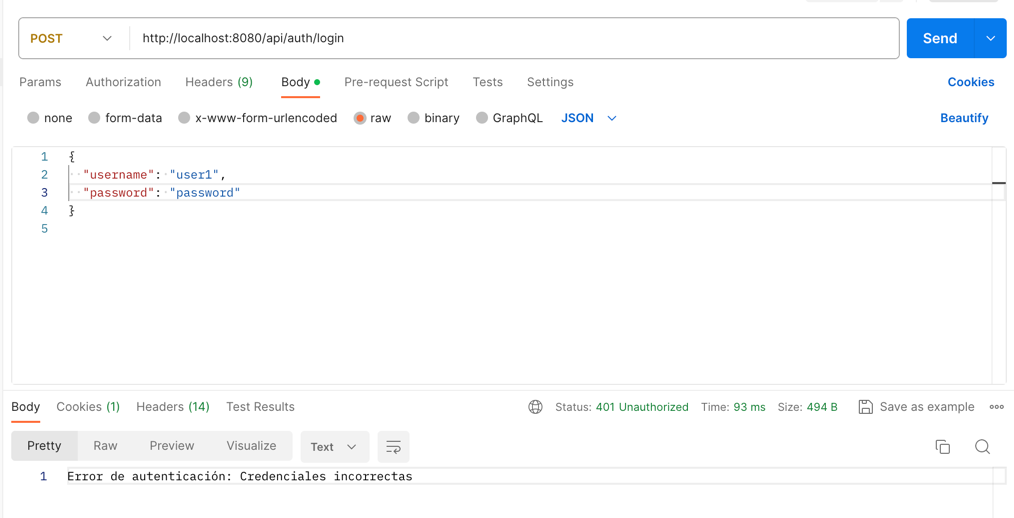 POST http://localhost:8080/api/auth/login Send
Params Authorization Headers (9) Body Pre-request Script Tests Settings Cookies
none form-data x-www-form-urlencoded raw binary GraphQL JSON Beautify
1 {
2 "username": "user1",
3 "password": "password"
4 }
5
Body Cookies (1) Headers (14) Test Results Status: 401 Unauthorized Time: 93 ms Size: 494 B Save as example
Pretty Raw Preview Visualize Text
1 Error de autenticación: Credenciales incorrectas